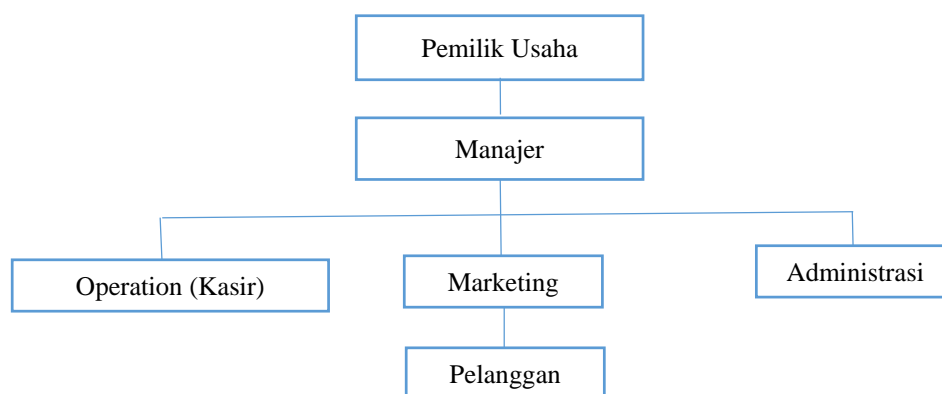 Pemilik Usaha
Manajer
Operation (Kasir)
Marketing
Administrasi
Pelanggan